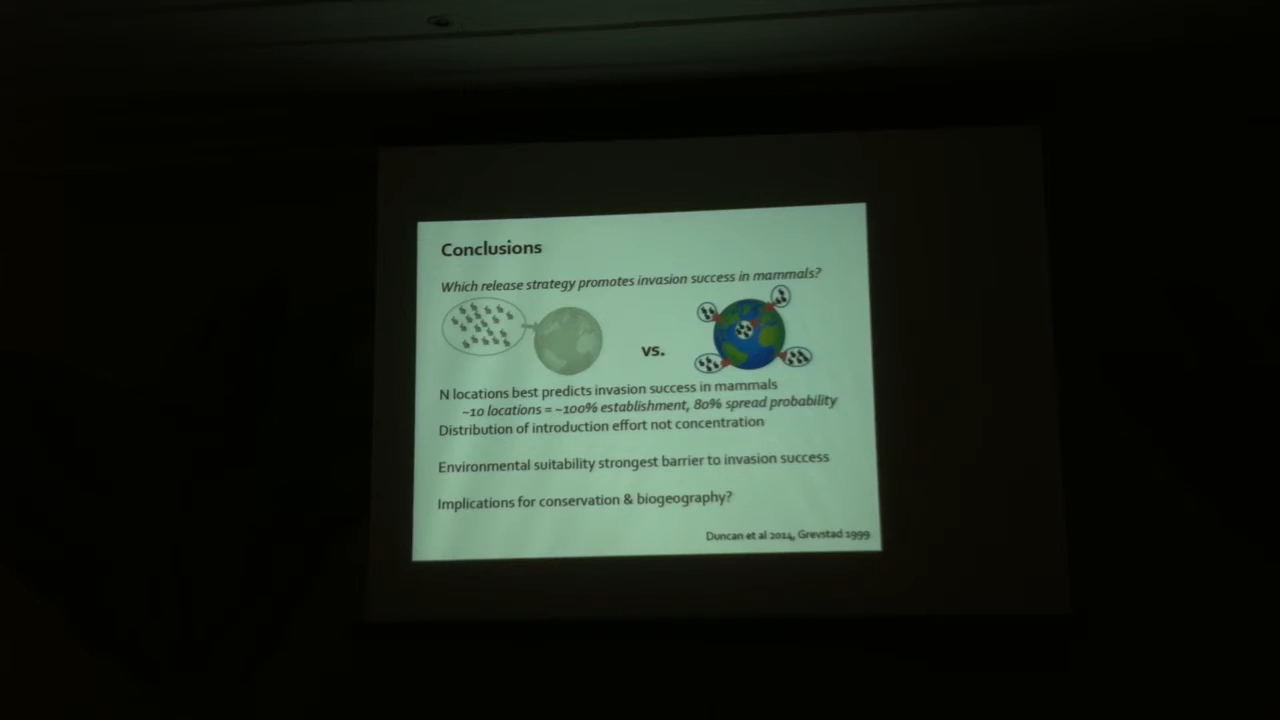 Conclusions
Which release strategy promotes invasion success in mammals?
vs.
N locations best predicts invasion success in mammals
~10 locations = ~100% establishment, 80% spread probability
Distribution of introduction effort not concentration
Environmental suitability strongest barrier to invasion success
Implications for conservation & biogeography?
Duncan et al 2014, Grevstad 1999